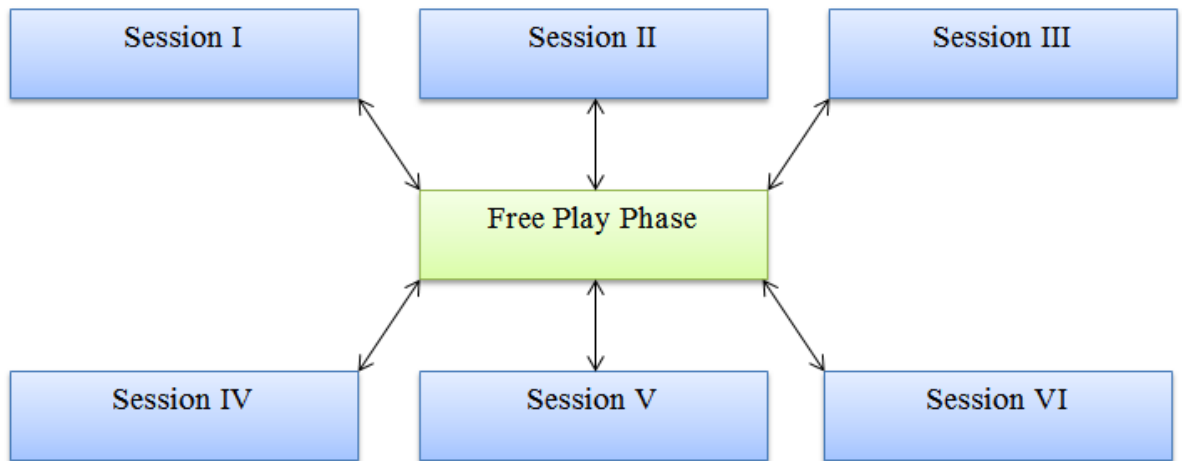 Session I
Session II
Session III
Free Play Phase
Session IV
Session V
Session VI